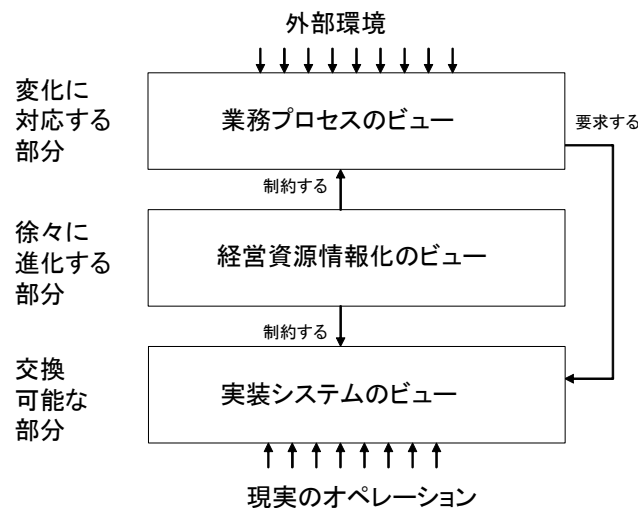 外部環境
変化に
対応する
部分
業務プロセスのビュー
要求する
制約する
徐々に
進化する
部分
経営資源情報化のビュー
制約する
交換
可能な
部分
実装システムのビュー
現実のオペレーション